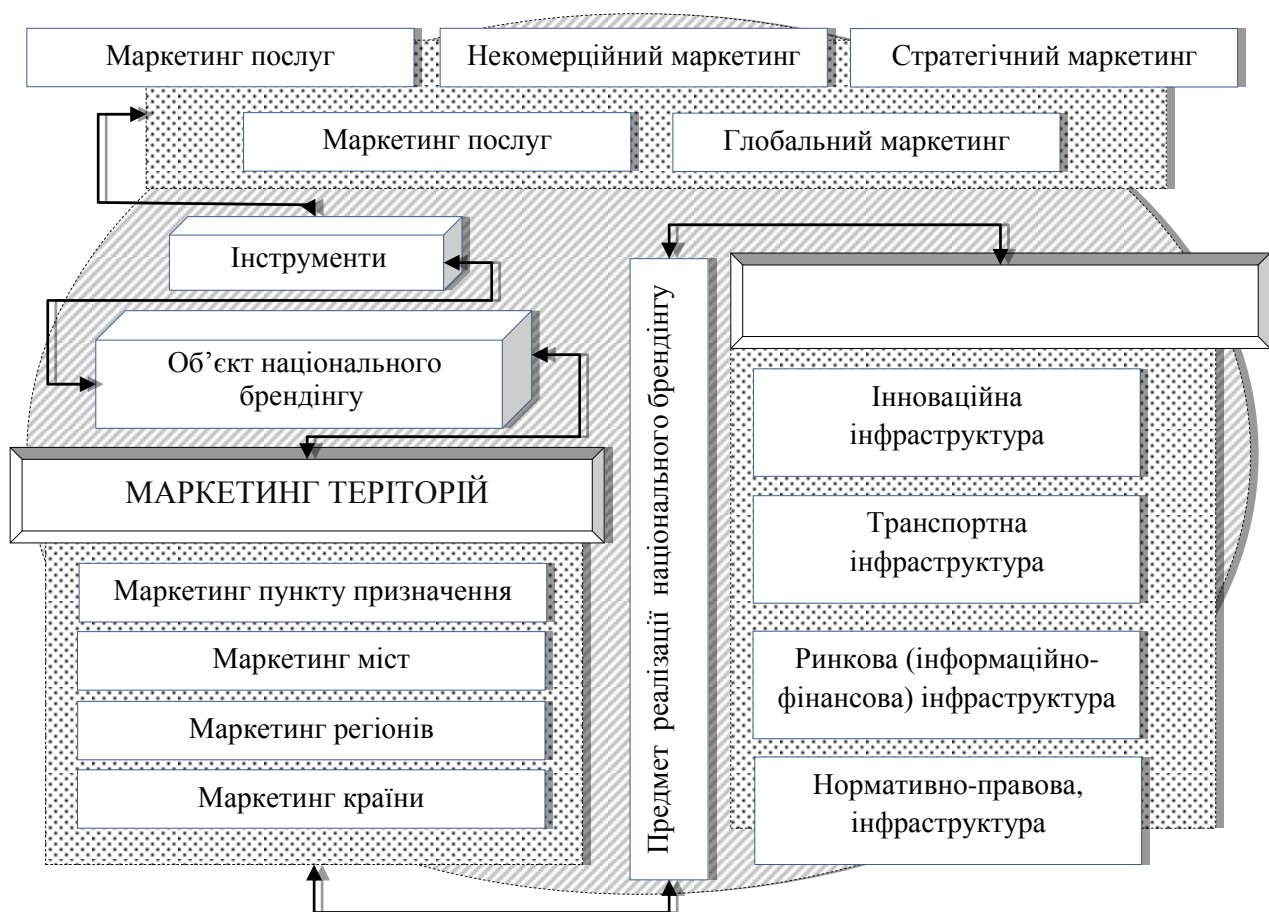 Маркетинг послуг
Некомерційний маркетинг
Стратегічний маркетинг
Маркетинг послуг
Глобальний маркетинг
Інструменти
Об’єкт національного
брендінгу
МАРКЕТИНГ ТЕРІТОРІЙ
Маркетинг пункту призначення
Маркетинг міст
Маркетинг регіонів
Маркетинг країни
Предмет реалізації національного брендінгу
Інноваційна
інфраструктура
Транспортна
інфраструктура
Ринкова (інформаційно-
фінансова) інфраструктура
Нормативно-правова,
інфраструктура